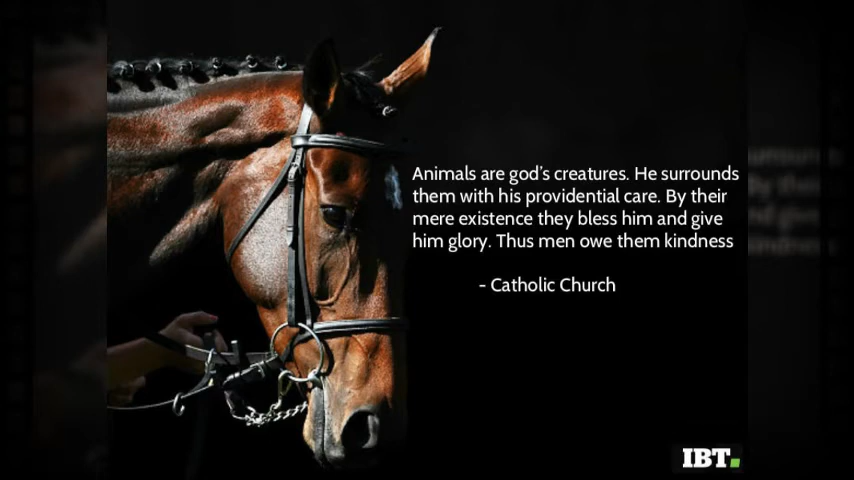 Animals are god's creatures. He surrounds
them with his providential care. By their
mere existence they bless him and give
him glory. Thus men owe them kindness
- Catholic Church
IBT.